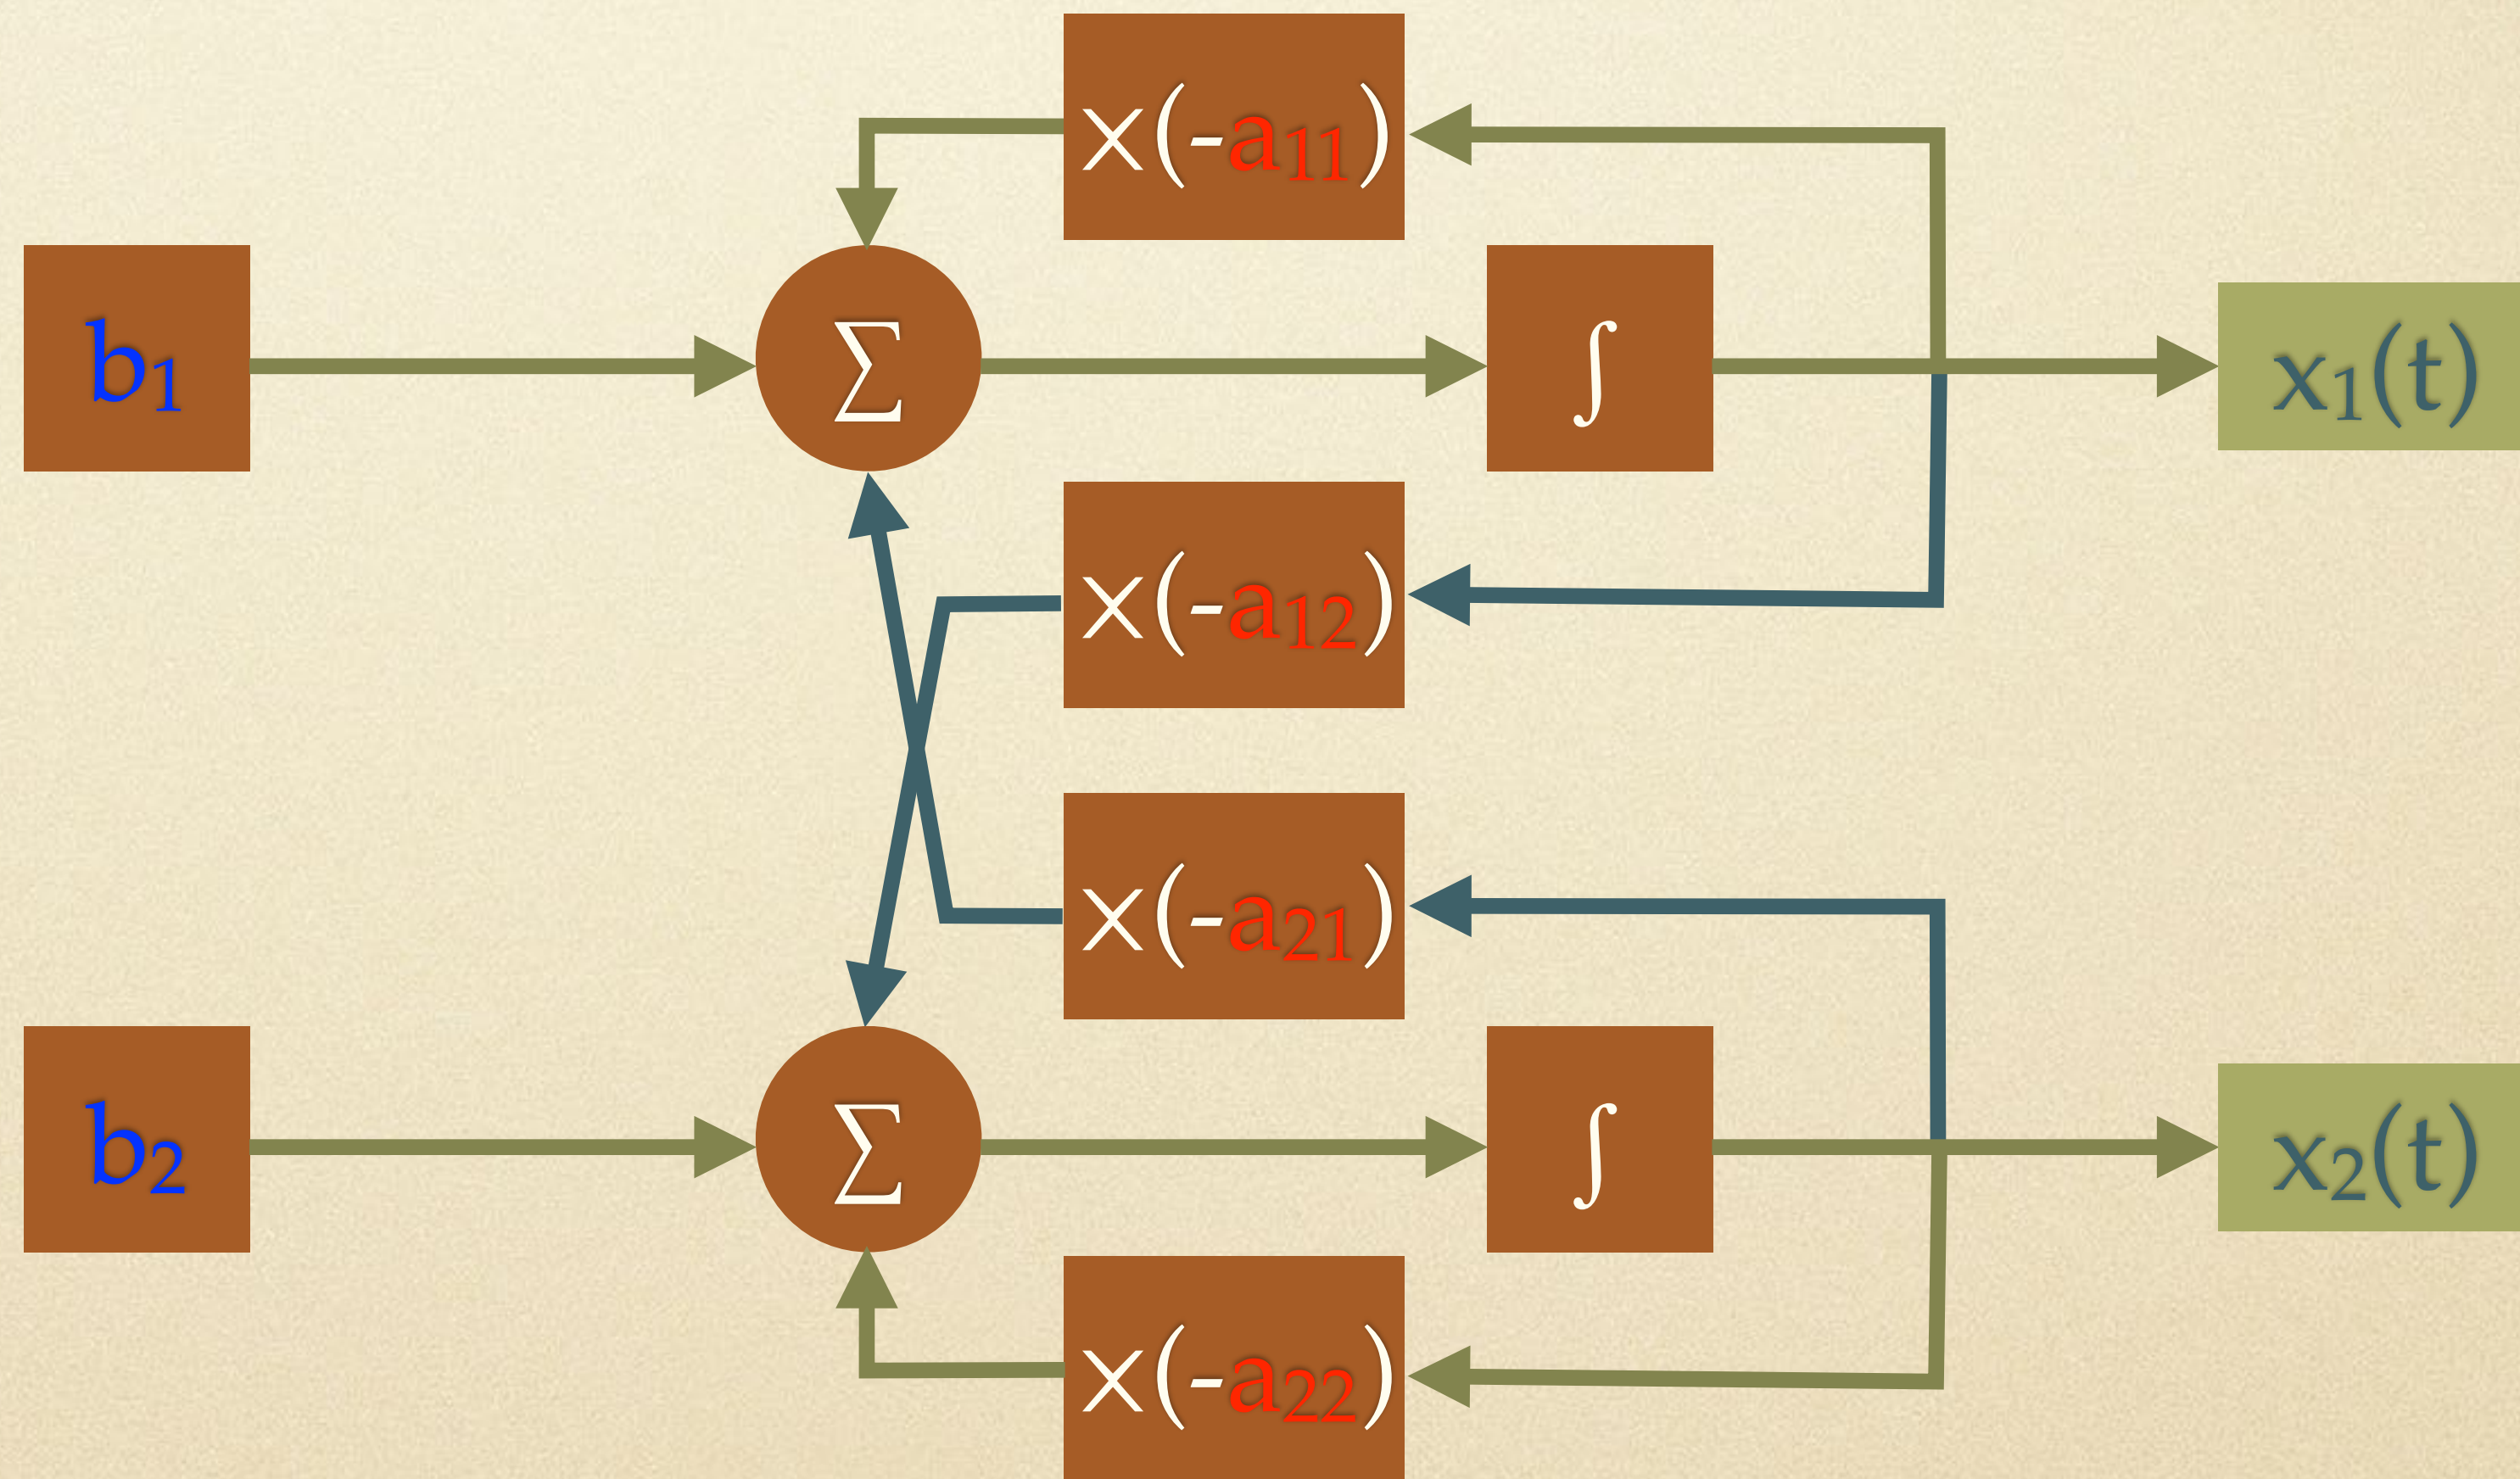 x(-a₁₁)
b₁
∑
∫
x₁(t)
x(-a₁₂)
x(-a₂₁)
b₂
∑
∫
x₂(t)
x(-a₂₂)